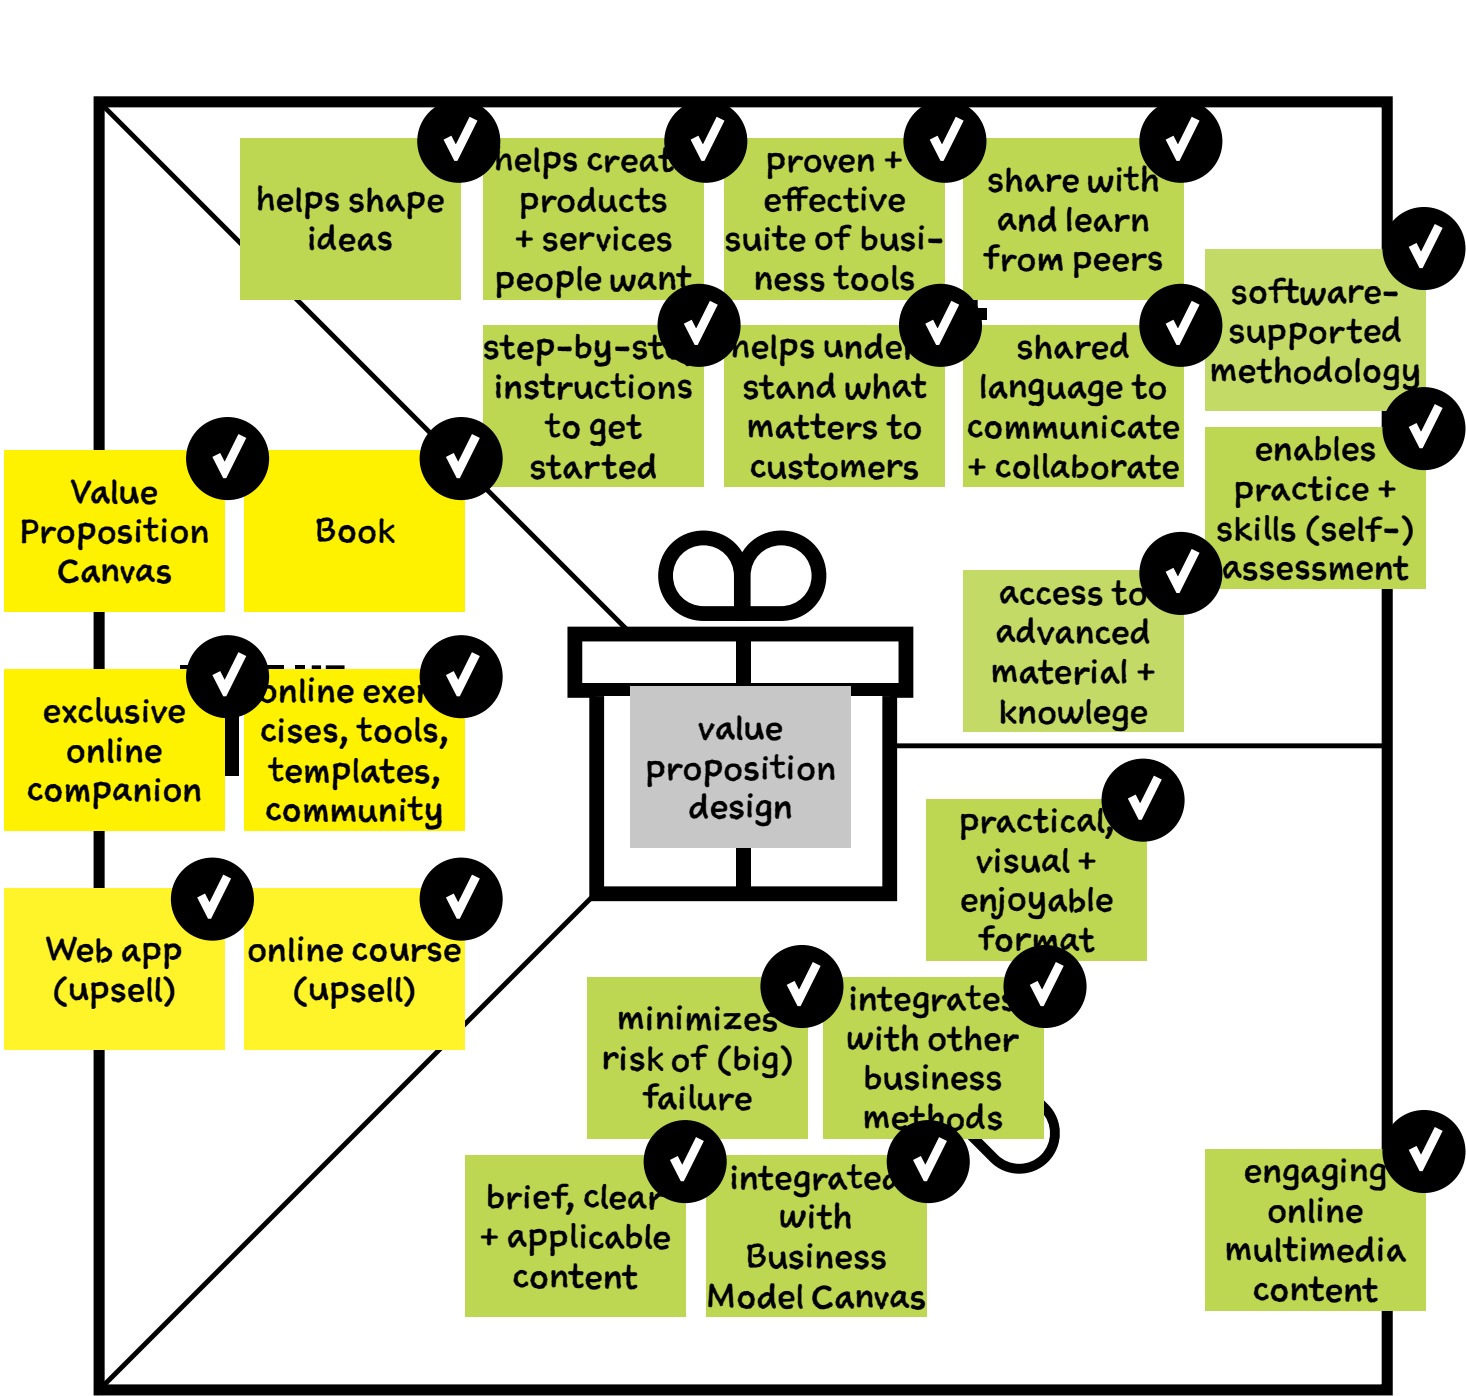 helps shape
ideas
helps create
products
+ services
people want
proven +
effective
suite of busi-
ness tools
share with
and learn
from peers
software-
supported
methodology
step-by-step
instructions
to get
started
helps under-
stand what
matters to
customers
shared
language to
communicate
+ collaborate
enables
practice +
skills (self-)
assessment
Value
Proposition
Canvas
Book
access to
advanced
material +
knowlege
exclusive
online
companion
online exer-
cises, tools,
templates,
community
value
proposition
design
practical,
visual +
enjoyable
format
Web app
(upsell)
online course
(upsell)
minimizes
risk of (big)
failure
integrates
with other
business
methods
brief, clear
+ applicable
content
integrated
with
Business
Model Canvas
engaging
online
multimedia
content